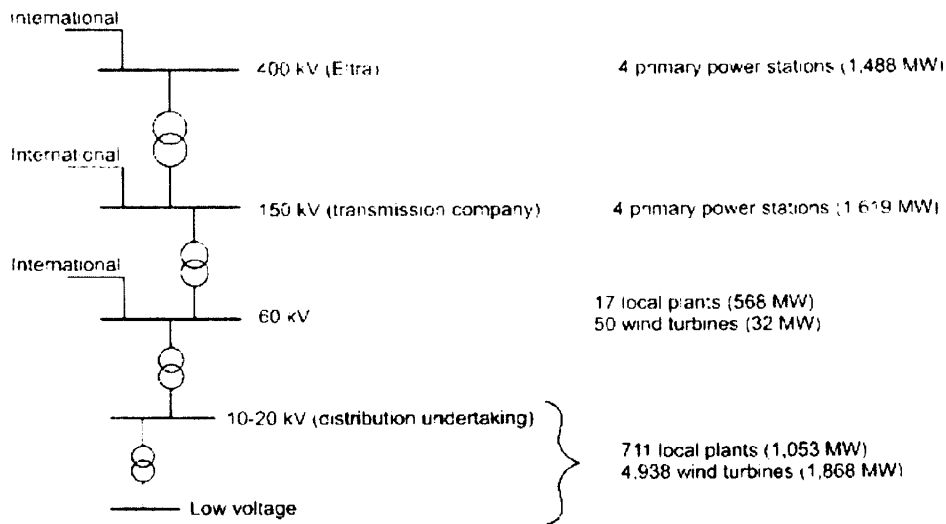 International
400 kV (Eltra) 4 primary power stations (1,488 MW)
International
150 kV (transmission company) 4 primary power stations (1 619 MW)
International
60 kV
17 local plants (568 MW)
50 wind turbines (32 MW)
10-20 kV (distribution undertaking)
711 local plants (1,053 MW)
4,938 wind turbines (1,868 MW)
Low voltage